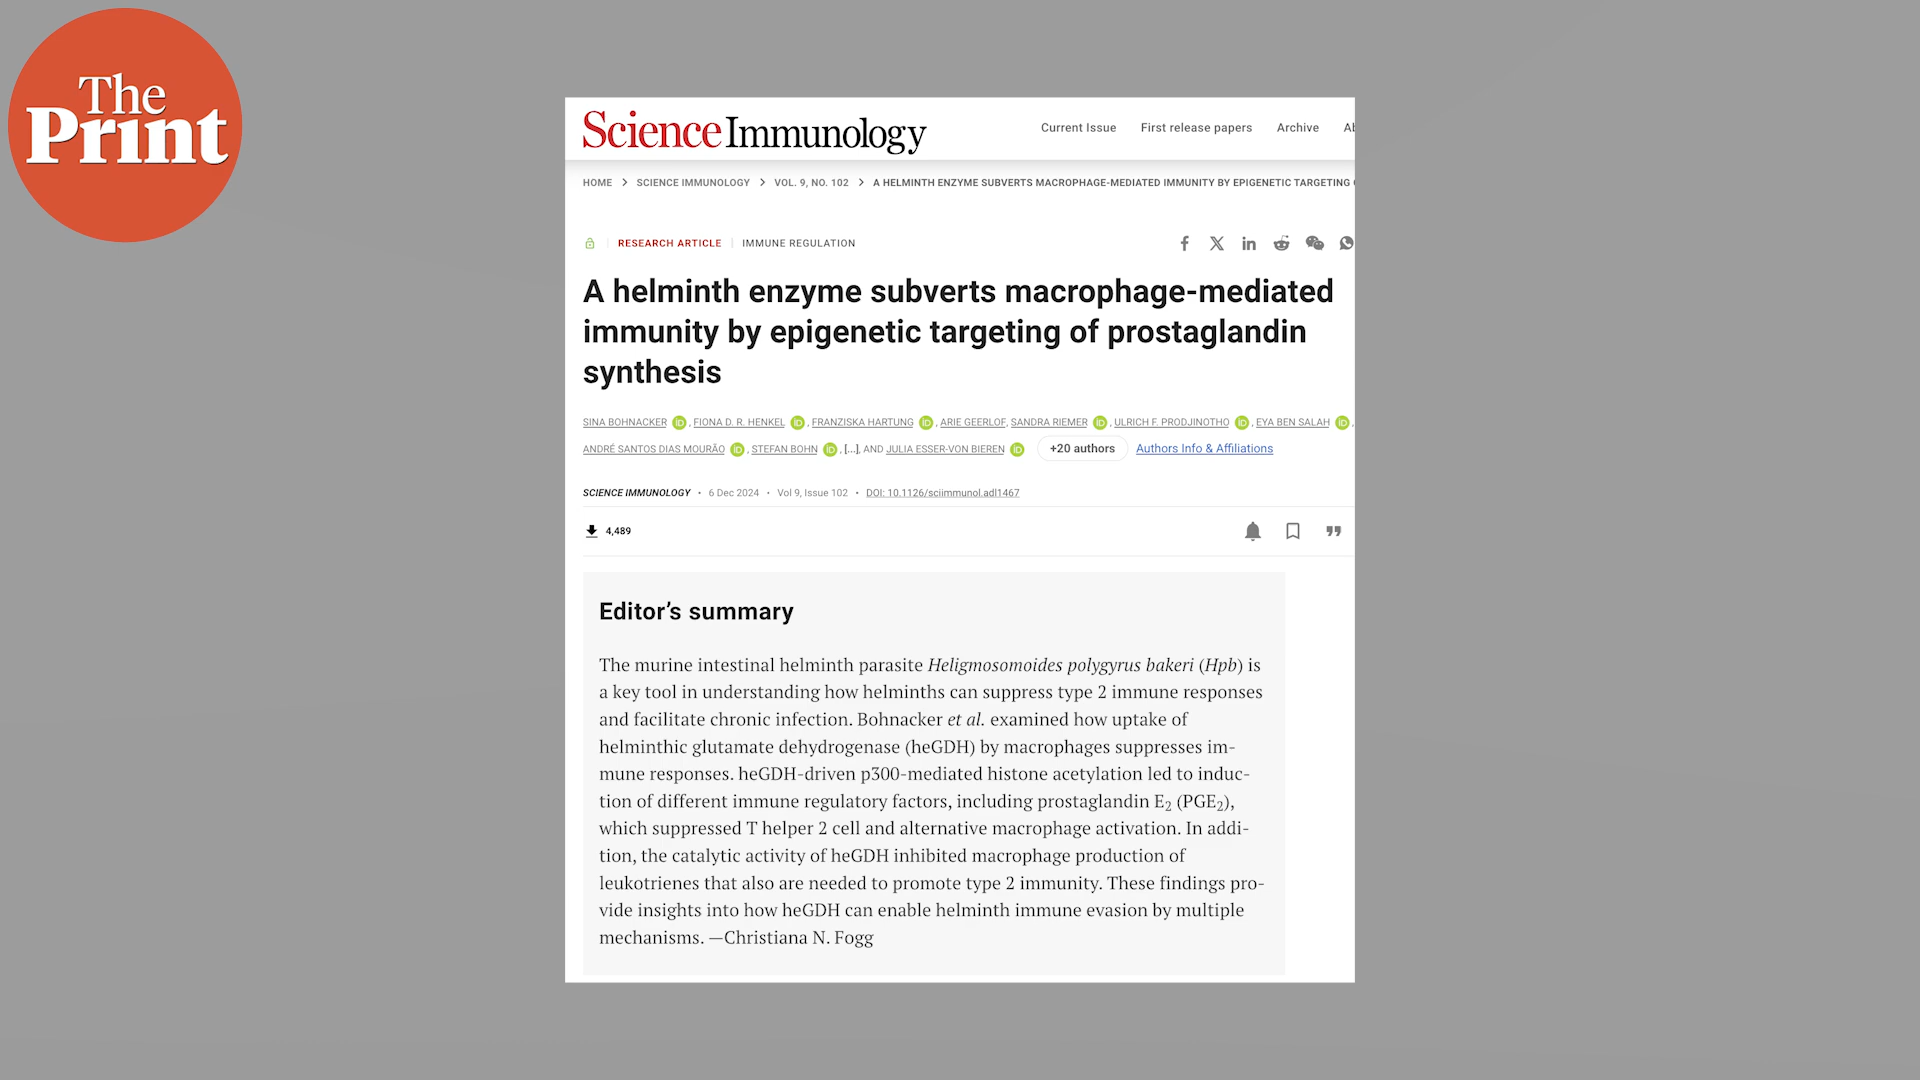 The
Print
Science Immunology
Current Issue First release papers Archive Ab
HOME > SCIENCE IMMUNOLOGY > VOL. 9, NO. 102 > A HELMINTH ENZYME SUBVERTS MACROPHAGE-MEDIATED IMMUNITY BY EPIGENETIC TARGETING
RESEARCH ARTICLE | IMMUNE REGULATION
A helminth enzyme subverts macrophage-mediated
immunity by epigenetic targeting of prostaglandin
synthesis
SINA BOHNACKER iD, FIONA D. R. HENKEL iD, FRANZISKA HARTUNG iD, ARIE GEERLOF, SANDRA RIEMER iD, ULRICH F. PRODJINOTHO iD, EYA BEN SALAH iD,
ANDRÉ SANTOS DIAS MOURÃO iD, STEFAN BOHN iD, [...], AND JULIA ESSER-VON BIEREN iD +20 authors Authors Info & Affiliations
SCIENCE IMMUNOLOGY • 6 Dec 2024 • Vol 9, Issue 102 • DOI: 10.1126/sciimmunol.adl1467
4,489
Editor’s summary
The murine intestinal helminth parasite Heligmosomoides polygyrus bakeri (Hpb) is
a key tool in understanding how helminths can suppress type 2 immune responses
and facilitate chronic infection. Bohnacker et al. examined how uptake of
helminthic glutamate dehydrogenase (heGDH) by macrophages suppresses im-
mune responses. heGDH-driven p300-mediated histone acetylation led to induc-
tion of different immune regulatory factors, including prostaglandin E₂ (PGE₂),
which suppressed T helper 2 cell and alternative macrophage activation. In addi-
tion, the catalytic activity of heGDH inhibited macrophage production of
leukotrienes that also are needed to promote type 2 immunity. These findings pro-
vide insights into how heGDH can enable helminth immune evasion by multiple
mechanisms. —Christiana N. Fogg